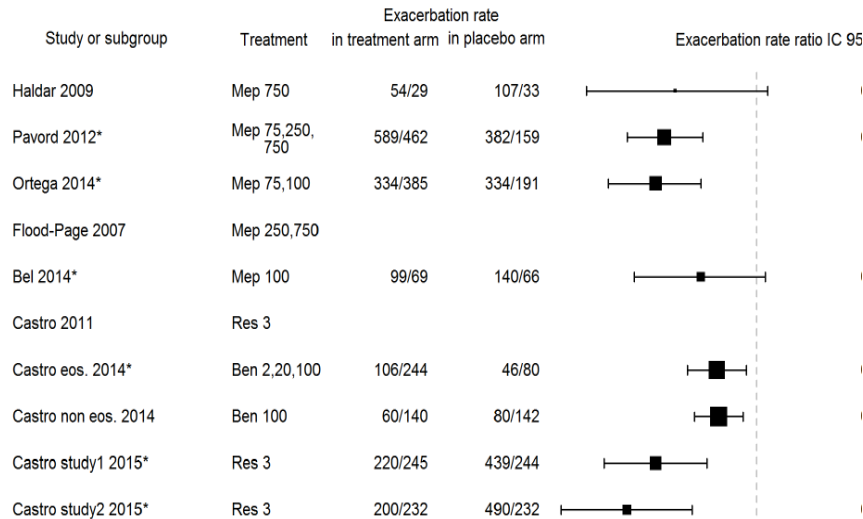 Exacerbation rate
Study or subgroup Treatment in treatment arm in placebo arm Exacerbation rate ratio IC 95
Haldar 2009 Mep 750 54/29 107/33
Pavord 2012* Mep 75,250, 750 589/462 382/159
Ortega 2014* Mep 75,100 334/385 334/191
Flood-Page 2007 Mep 250,750
Bel 2014* Mep 100 99/69 140/66
Castro 2011 Res 3
Castro eos. 2014* Ben 2,20,100 106/244 46/80
Castro non eos. 2014 Ben 100 60/140 80/142
Castro study1 2015* Res 3 220/245 439/244
Castro study2 2015* Res 3 200/232 490/232